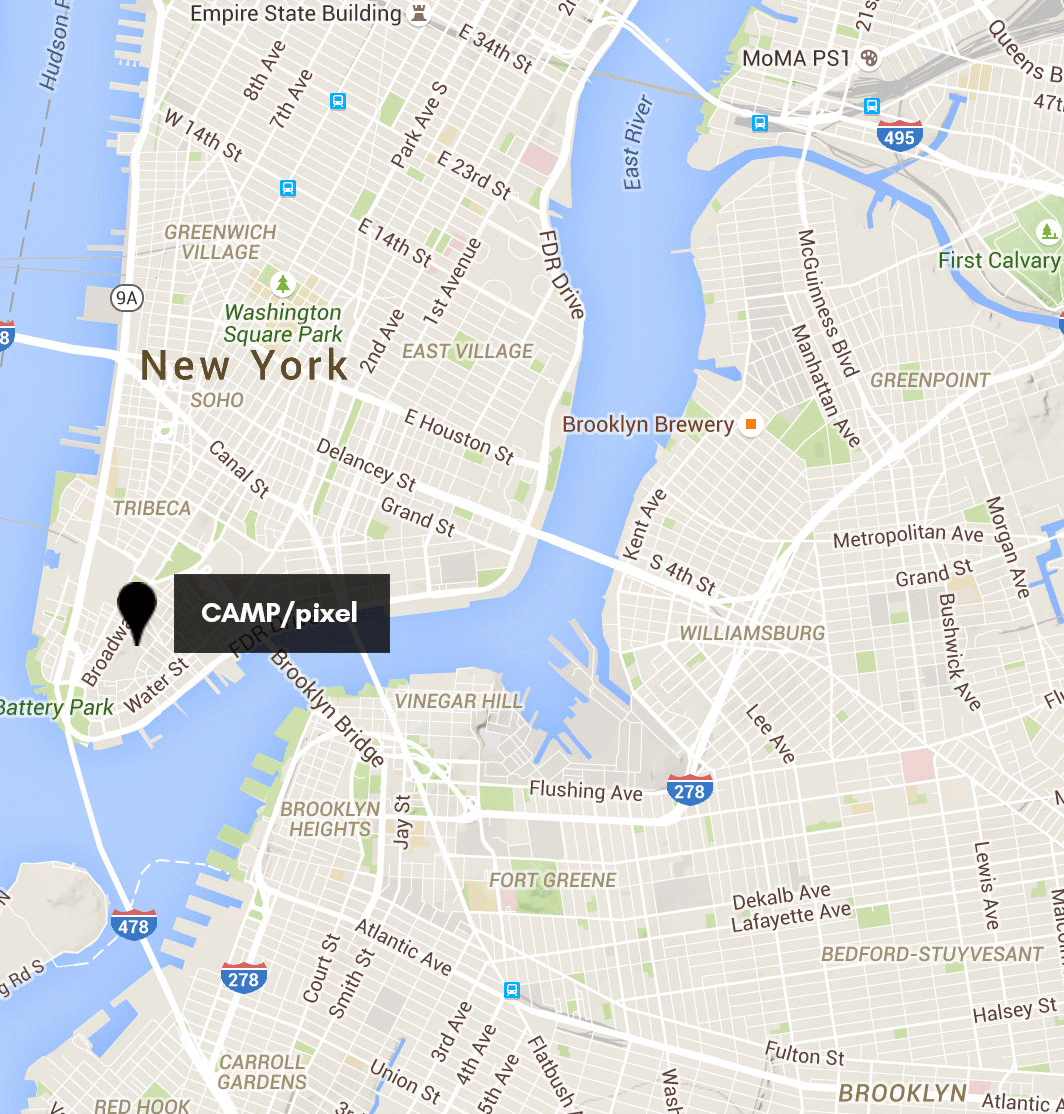 Empire State Building
Hudson
E 34th St
21s
MoMA PS1
Queens B
47t
8th Ave
7th Ave
Park Ave S
W 14th St
E 23rd St
East River
495
GREENWICH
VILLAGE
E 14th St
1st Avenue
FDR Drive
McGuinness Blvd
First Calvary
9A
Washington
Square Park
2nd Ave
8
New York
EAST VILLAGE
Manhattan Ave
GREENPOINT
SOHO
E Houston St
Brooklyn Brewery
Canal St
Delancey St
Grand St
TRIBECA
Kent Ave
Metropolitan Ave
Morgan Ave
S 4th St
Grand St
CAMP/pixel
Broadwa
FDR D
WILLIAMSBURG
Bushwick Ave
Water St
Battery Park
Brooklyn Bridge
VINEGAR HILL
Lee Ave
Flushing Ave
278
BROOKLYN
HEIGHTS
Jay St
Lewis Ave
FORT GREENE
Dekalb Ave
Lafayette Ave
Malcolm
478
Atlantic Ave
BEDFORD-STUYVESANT
g Rd S
278
Court St
Smith St
Halsey St
3rd Ave
4th Ave
5th Ave
Flatbush A
Fulton St
CARROLL
GARDENS
Union St
Wash
BROOKLYN
RED HOOK
3r
Atlantic A